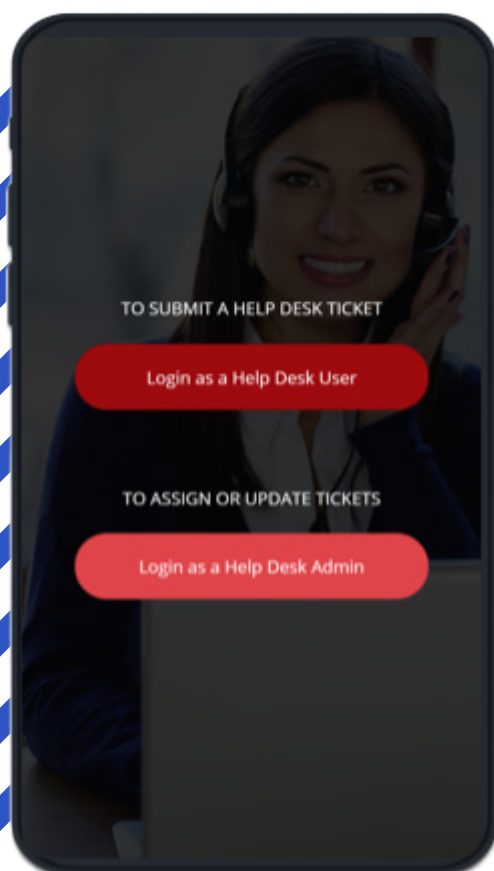 TO SUBMIT A HELP DESK TICKET
Login as a Help Desk User
TO ASSIGN OR UPDATE TICKETS
Login as a Help Desk Admin